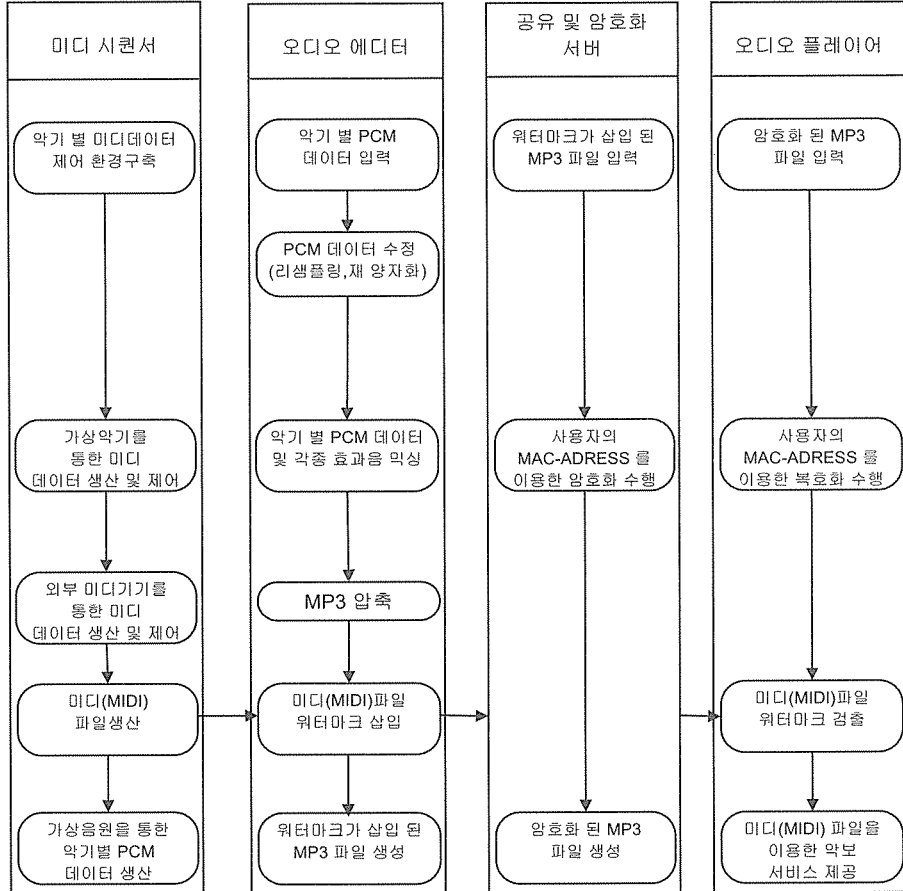 미디 시퀀서
악기 별 미디데이터
제어 환경구축
가상악기를
통한 미디
데이터 생산 및 제어
외부 미디기기를
통한 미디
데이터 생산 및 제어
미디(MIDI)
파일생산
가상음원을 통한
악기별 PCM
데이터 생산
오디오 에디터
악기 별 PCM
데이터 입력
PCM 데이터 수정
(리샘플링,재 양자화)
악기 별 PCM 데이터
및 각종 효과음 믹싱
MP3 압축
미디(MIDI)파일
워터마크 삽입
워터마크가 삽입 된
MP3 파일 생성
공유 및 암호화
서버
워터마크가 삽입 된
MP3 파일 입력
사용자의
MAC-ADRESS 를
이용한 암호화 수행
암호화 된 MP3
파일 생성
오디오 플레이어
암호화 된 MP3
파일 입력
사용자의
MAC-ADRESS 를
이용한 복호화 수행
미디(MIDI)파일
워터마크 검출
미디(MIDI) 파일을
이용한 악보
서비스 제공